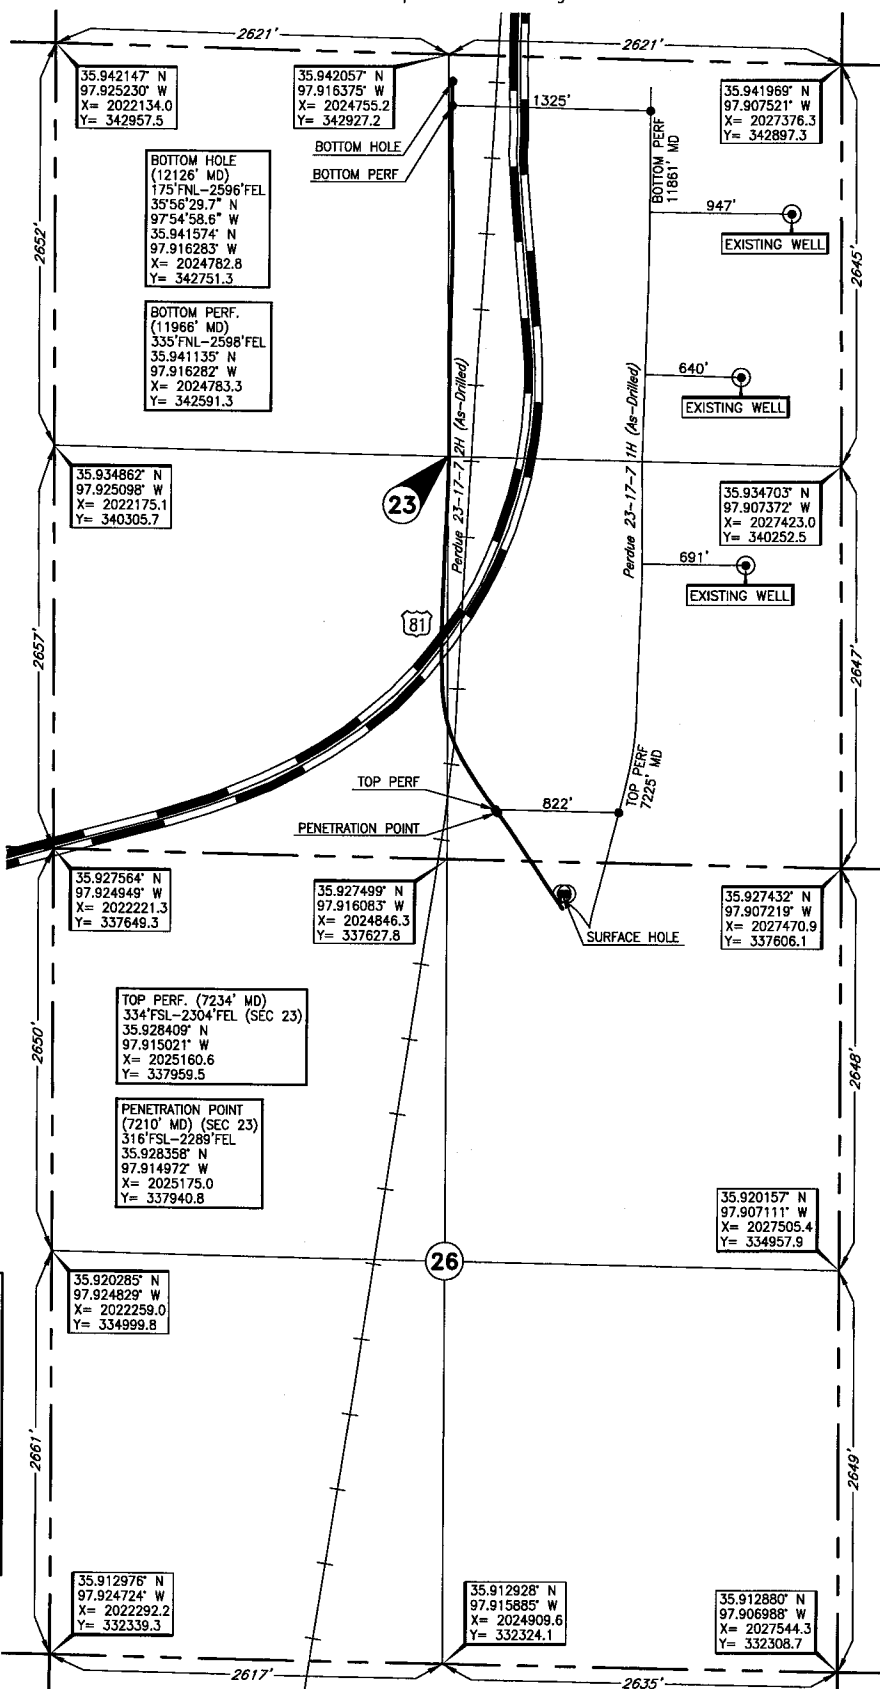 2621'
2621'
35.942147° N
97.925230° W
X= 2022134.0
Y= 342957.5
35.942057° N
97.916375° W
X= 2024755.2
Y= 342927.2
35.941969° N
97.907521° W
X= 2027376.3
Y= 342897.3
1325'
BOTTOM HOLE
BOTTOM PERF
BOTTOM PERF
11861' MD
BOTTOM HOLE
(12126' MD)
175'FNL-2596'FEL
35°56'29.7" N
97°54'58.6" W
35.941574° N
97.916283° W
X= 2024782.8
Y= 342751.3
947'
EXISTING WELL
2652'
2645'
BOTTOM PERF.
(11966' MD)
335'FNL-2598'FEL
35.941135° N
97.916282° W
X= 2024783.3
Y= 342591.3
640'
EXISTING WELL
Perdue 23-17-7 2H (As-Drilled)
Perdue 23-17-7 1H (As-Drilled)
35.934862° N
97.925098° W
X= 2022175.1
Y= 340305.7
23
35.934703° N
97.907372° W
X= 2027423.0
Y= 340252.5
691'
EXISTING WELL
81
2657'
2647'
TOP PERF
TOP PERF
7225' MD
822'
PENETRATION POINT
35.927564° N
97.924949° W
X= 2022221.3
Y= 337649.3
35.927499° N
97.916083° W
X= 2024846.3
Y= 337627.8
35.927432° N
97.907219° W
X= 2027470.9
Y= 337606.1
SURFACE HOLE
TOP PERF. (7234' MD)
334'FSL-2304'FEL (SEC 23)
35.928409° N
97.915021° W
X= 2025160.6
Y= 337959.5
2650'
2648'
PENETRATION POINT
(7210' MD) (SEC 23)
316'FSL-2289'FEL
35.928358° N
97.914972° W
X= 2025175.0
Y= 337940.8
35.920157° N
97.907111° W
X= 2027505.4
Y= 334957.9
26
35.920285° N
97.924829° W
X= 2022259.0
Y= 334999.8
2661'
2649'
35.912976° N
97.924724° W
X= 2022292.2
Y= 332339.3
35.912928° N
97.915885° W
X= 2024909.6
Y= 332324.1
35.912880° N
97.906988° W
X= 2027544.3
Y= 332308.7
2617'
2635'